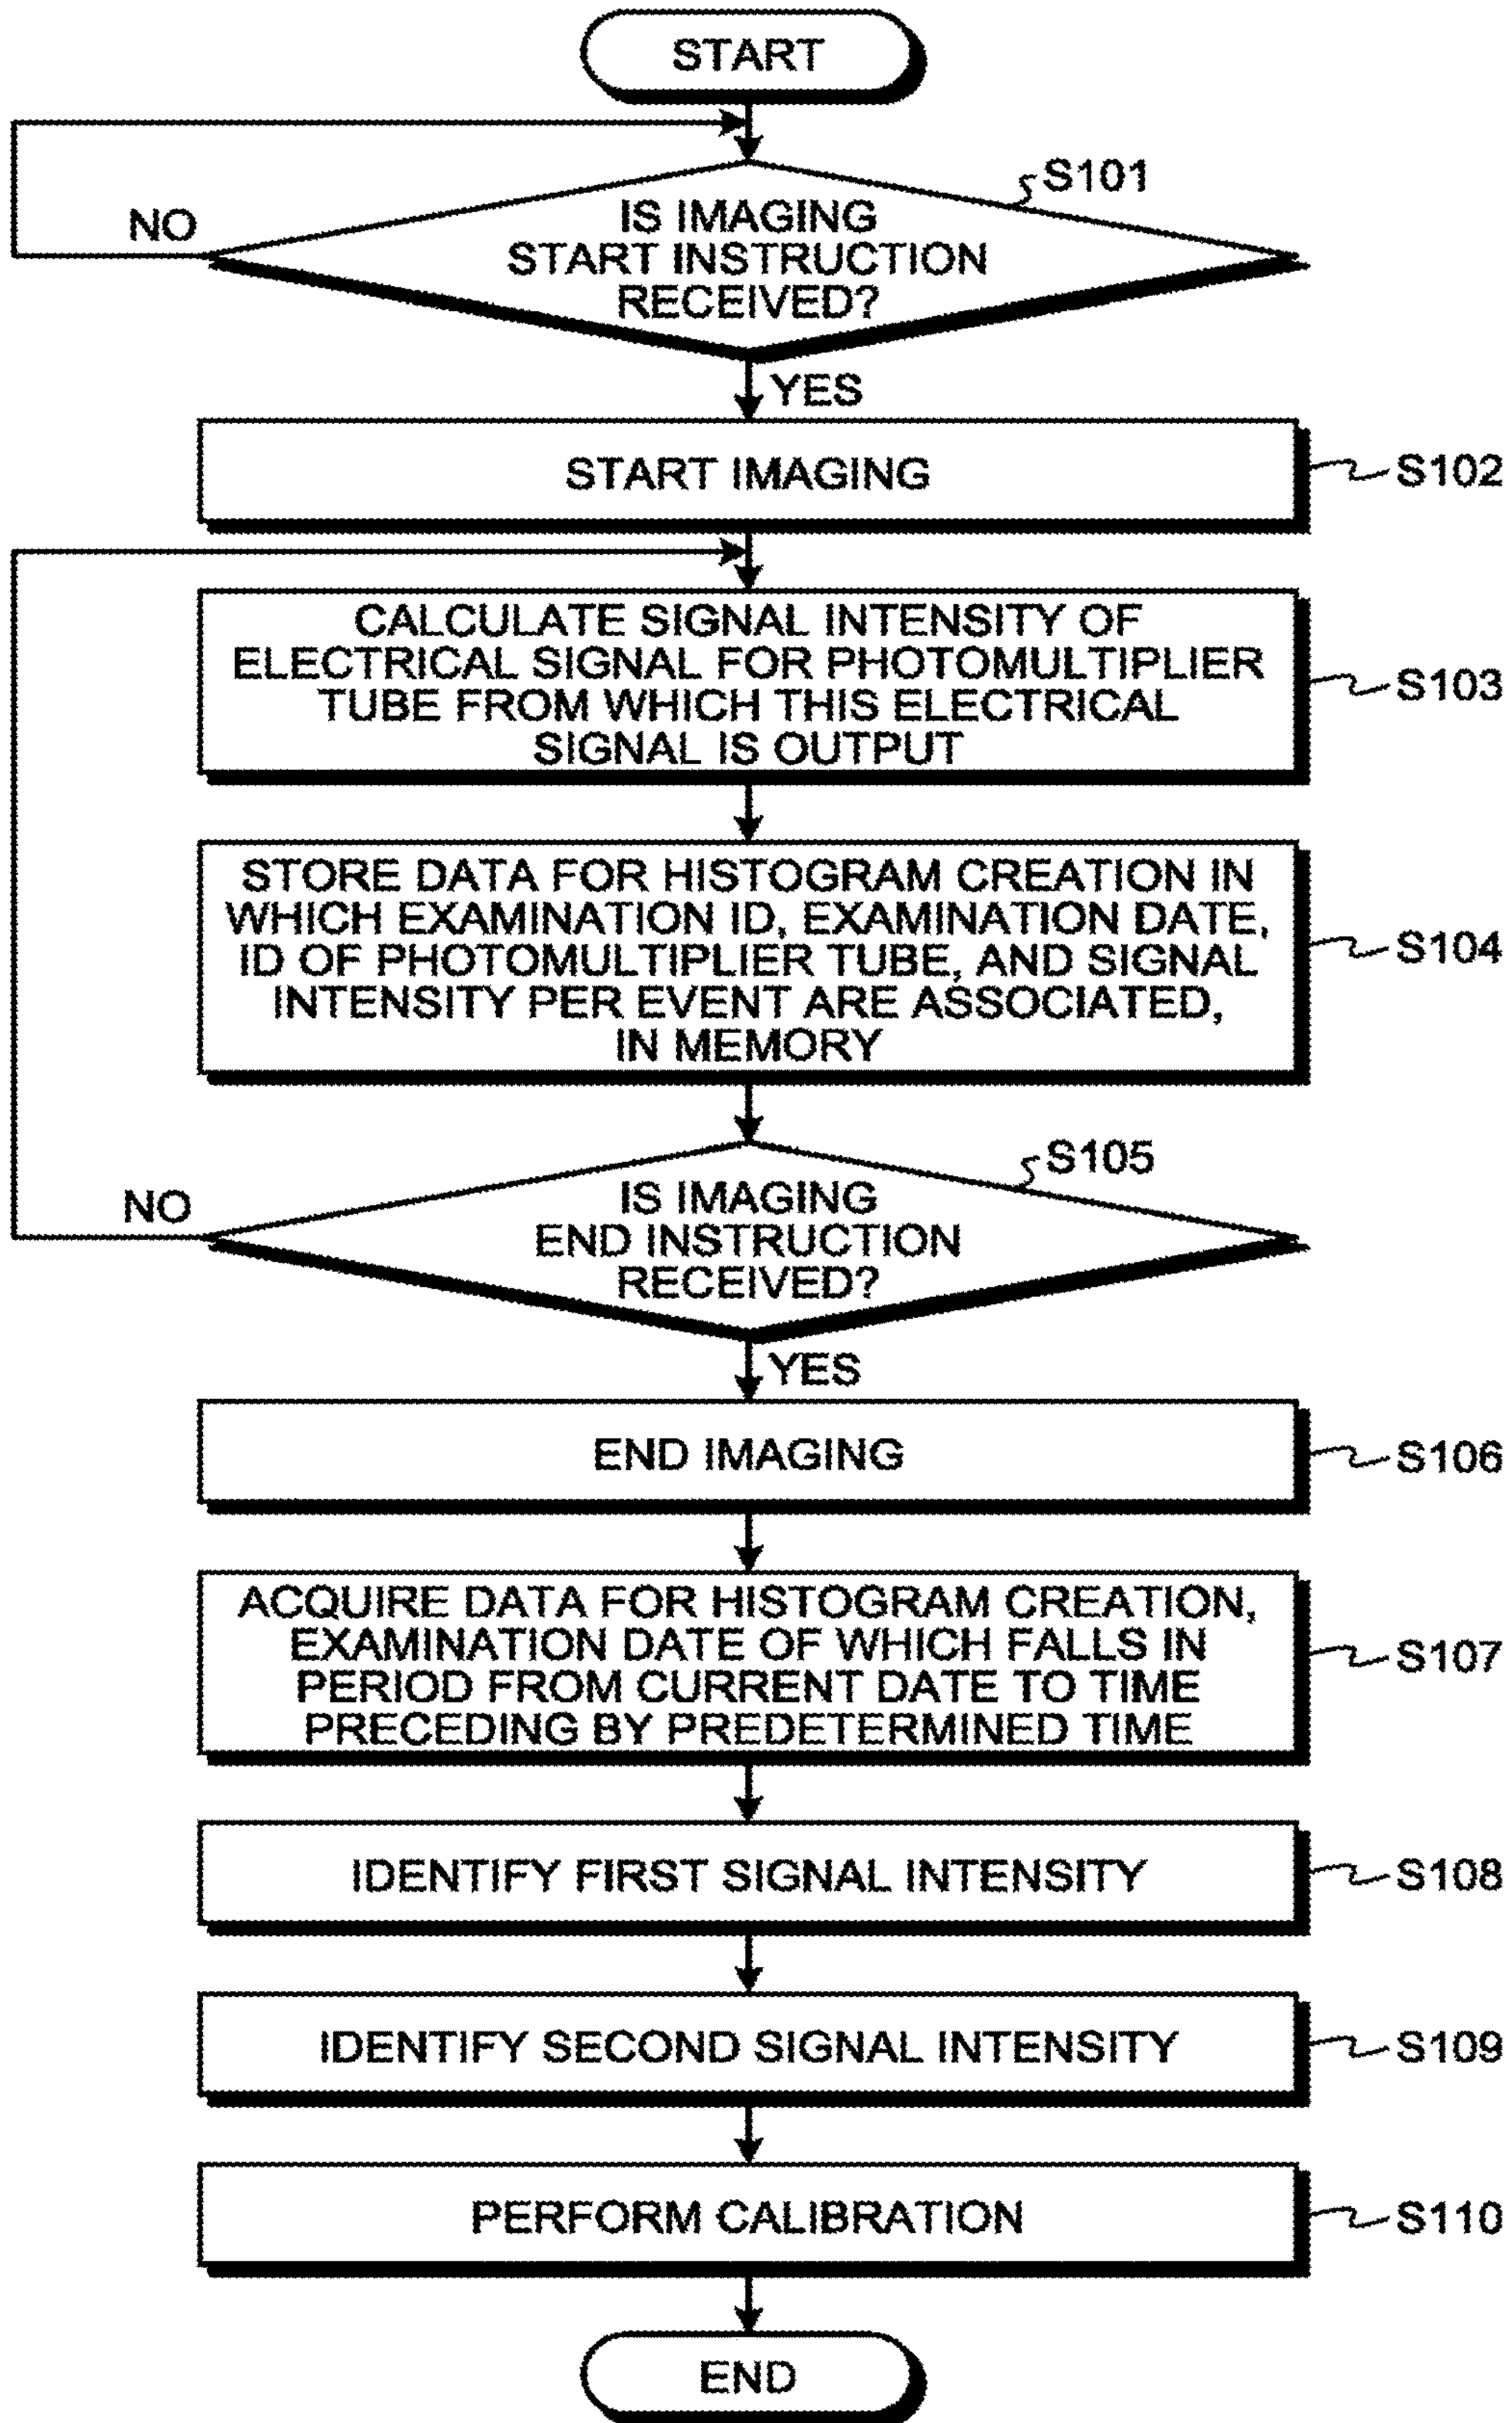 START
S101
NO
IS IMAGING
START INSTRUCTION
RECEIVED?
YES
START IMAGING
S102
CALCULATE SIGNAL INTENSITY OF
ELECTRICAL SIGNAL FOR PHOTOMULTIPLIER
TUBE FROM WHICH THIS ELECTRICAL
SIGNAL IS OUTPUT
S103
STORE DATA FOR HISTOGRAM CREATION IN
WHICH EXAMINATION ID, EXAMINATION DATE,
ID OF PHOTOMULTIPLIER TUBE, AND SIGNAL
INTENSITY PER EVENT ARE ASSOCIATED,
IN MEMORY
S104
S105
NO
IS IMAGING
END INSTRUCTION
RECEIVED?
YES
END IMAGING
S106
ACQUIRE DATA FOR HISTOGRAM CREATION,
EXAMINATION DATE OF WHICH FALLS IN
PERIOD FROM CURRENT DATE TO TIME
PRECEDING BY PREDETERMINED TIME
S107
IDENTIFY FIRST SIGNAL INTENSITY
S108
IDENTIFY SECOND SIGNAL INTENSITY
S109
PERFORM CALIBRATION
S110
END